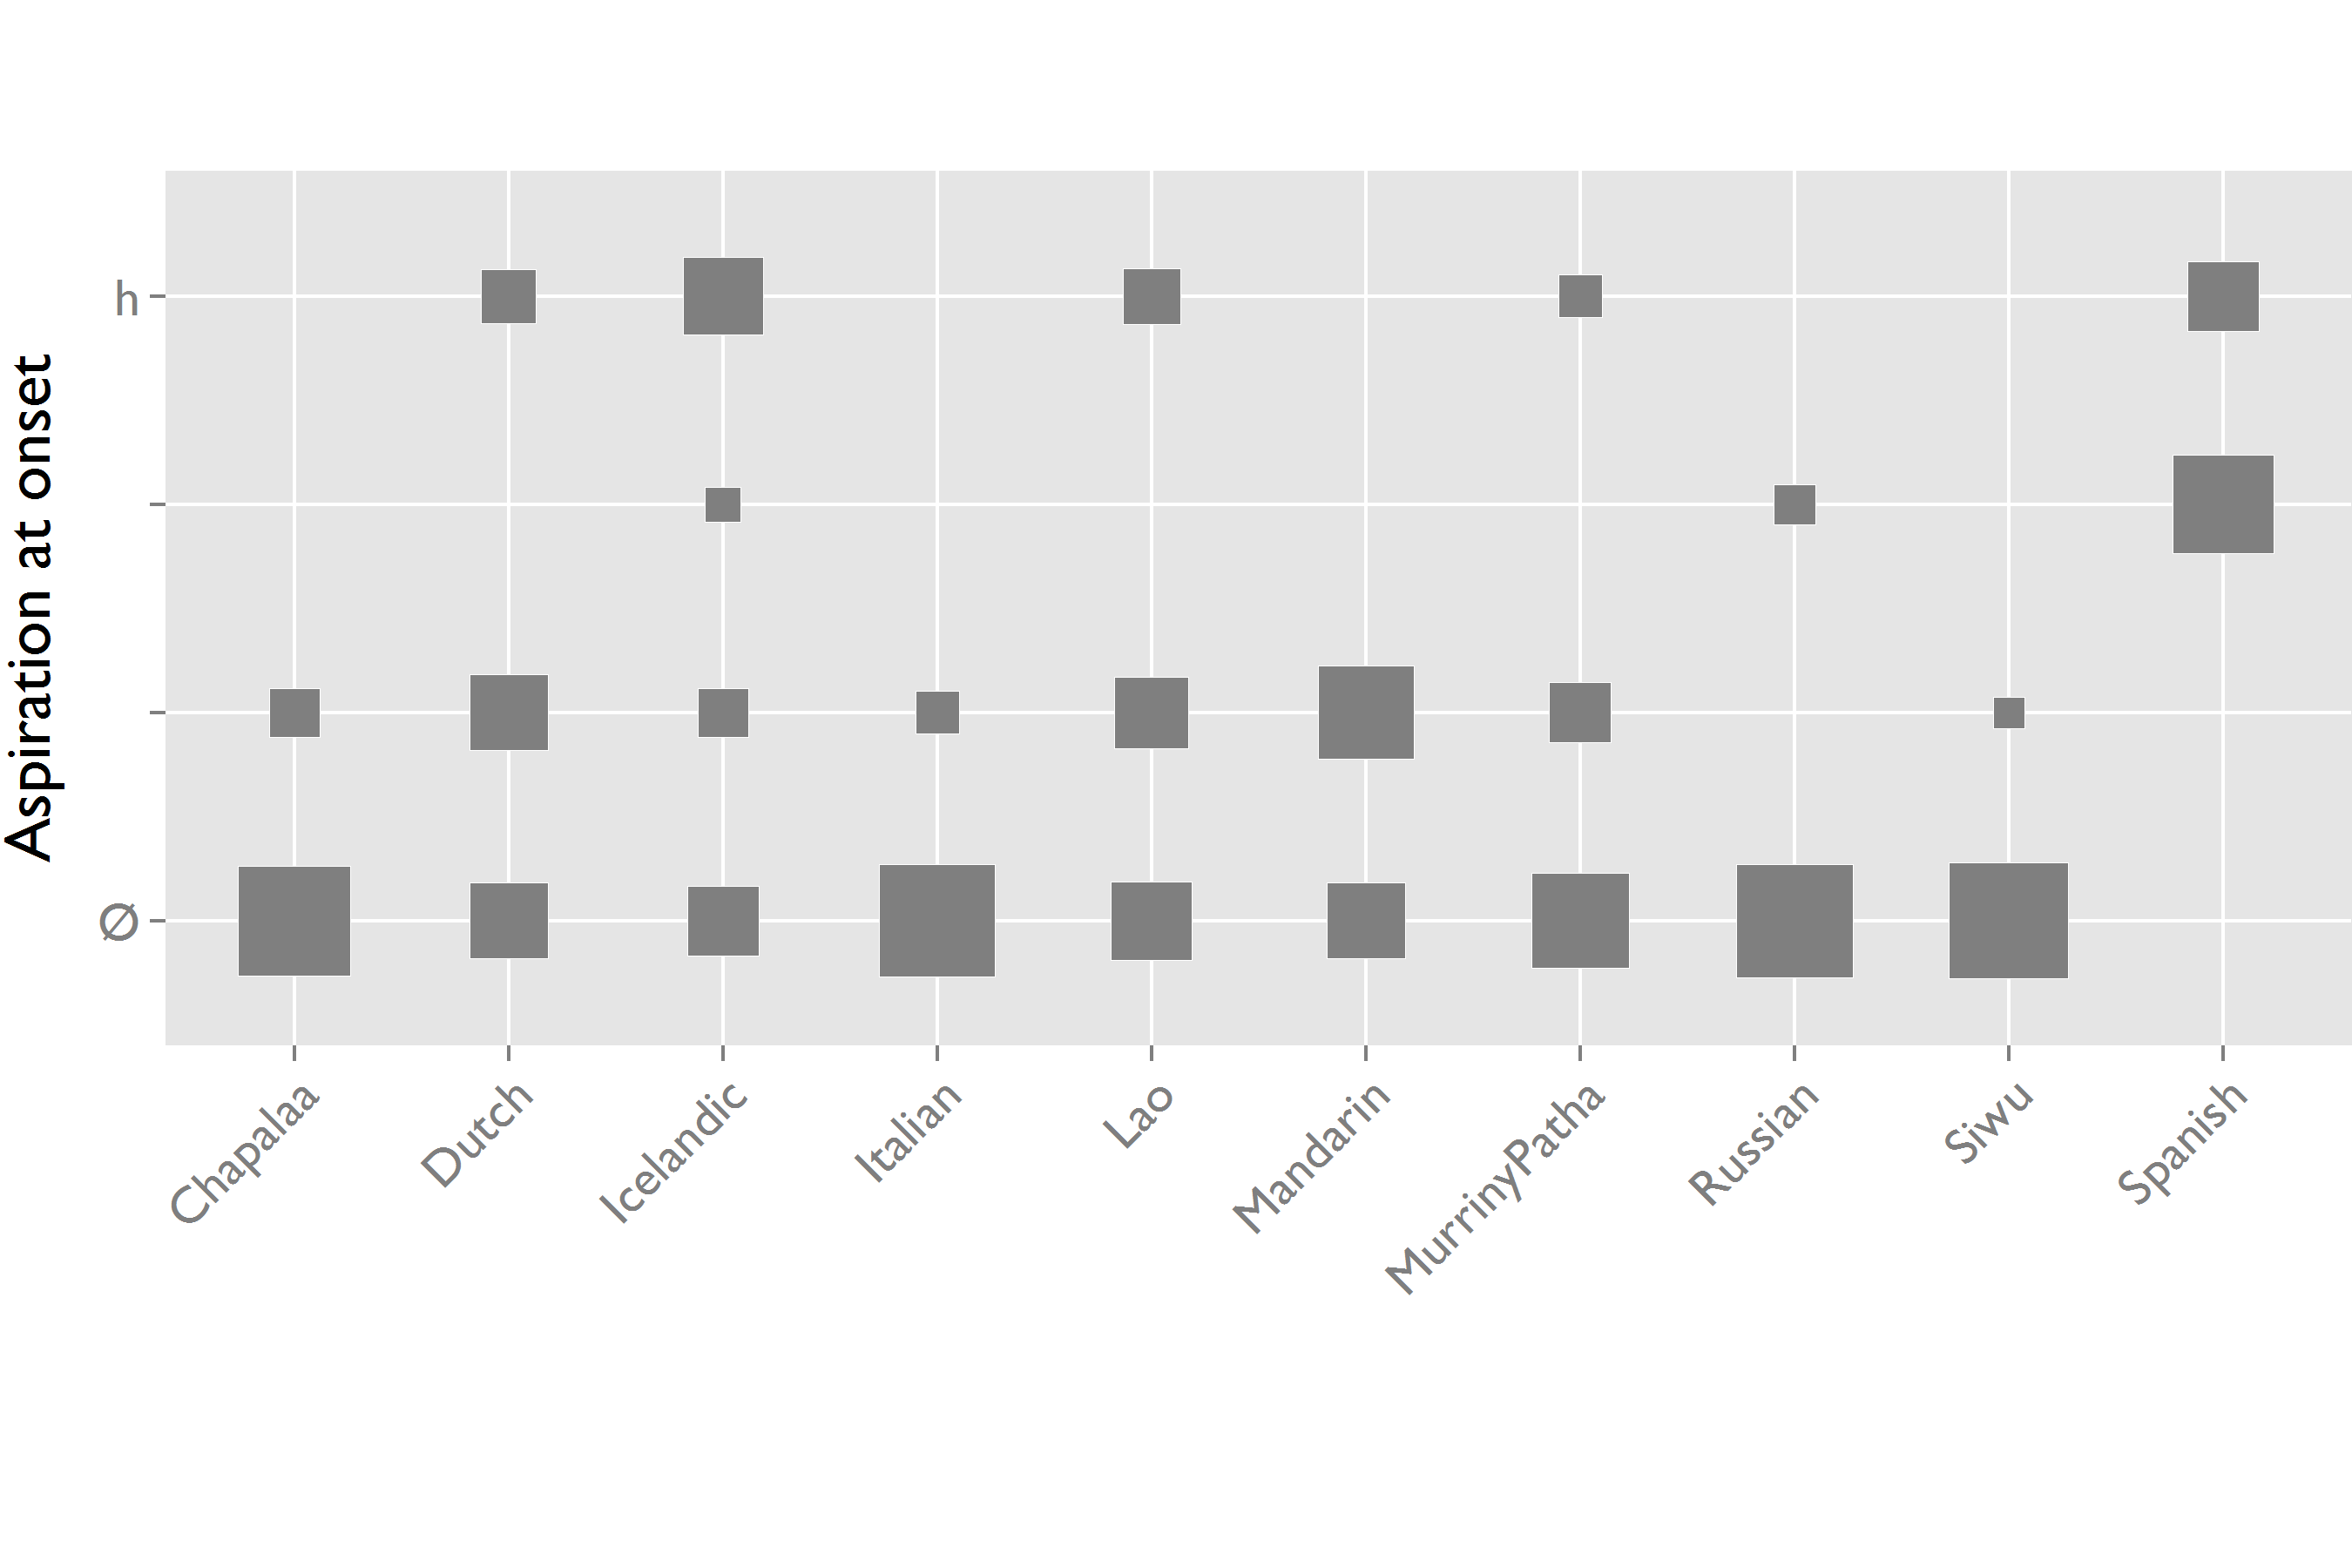 Aspiration at onset
h
Ø
Chapalaa
Dutch
Icelandic
Italian
Lao
Mandarin
MurrinyPatha
Russian
Siwu
Spanish